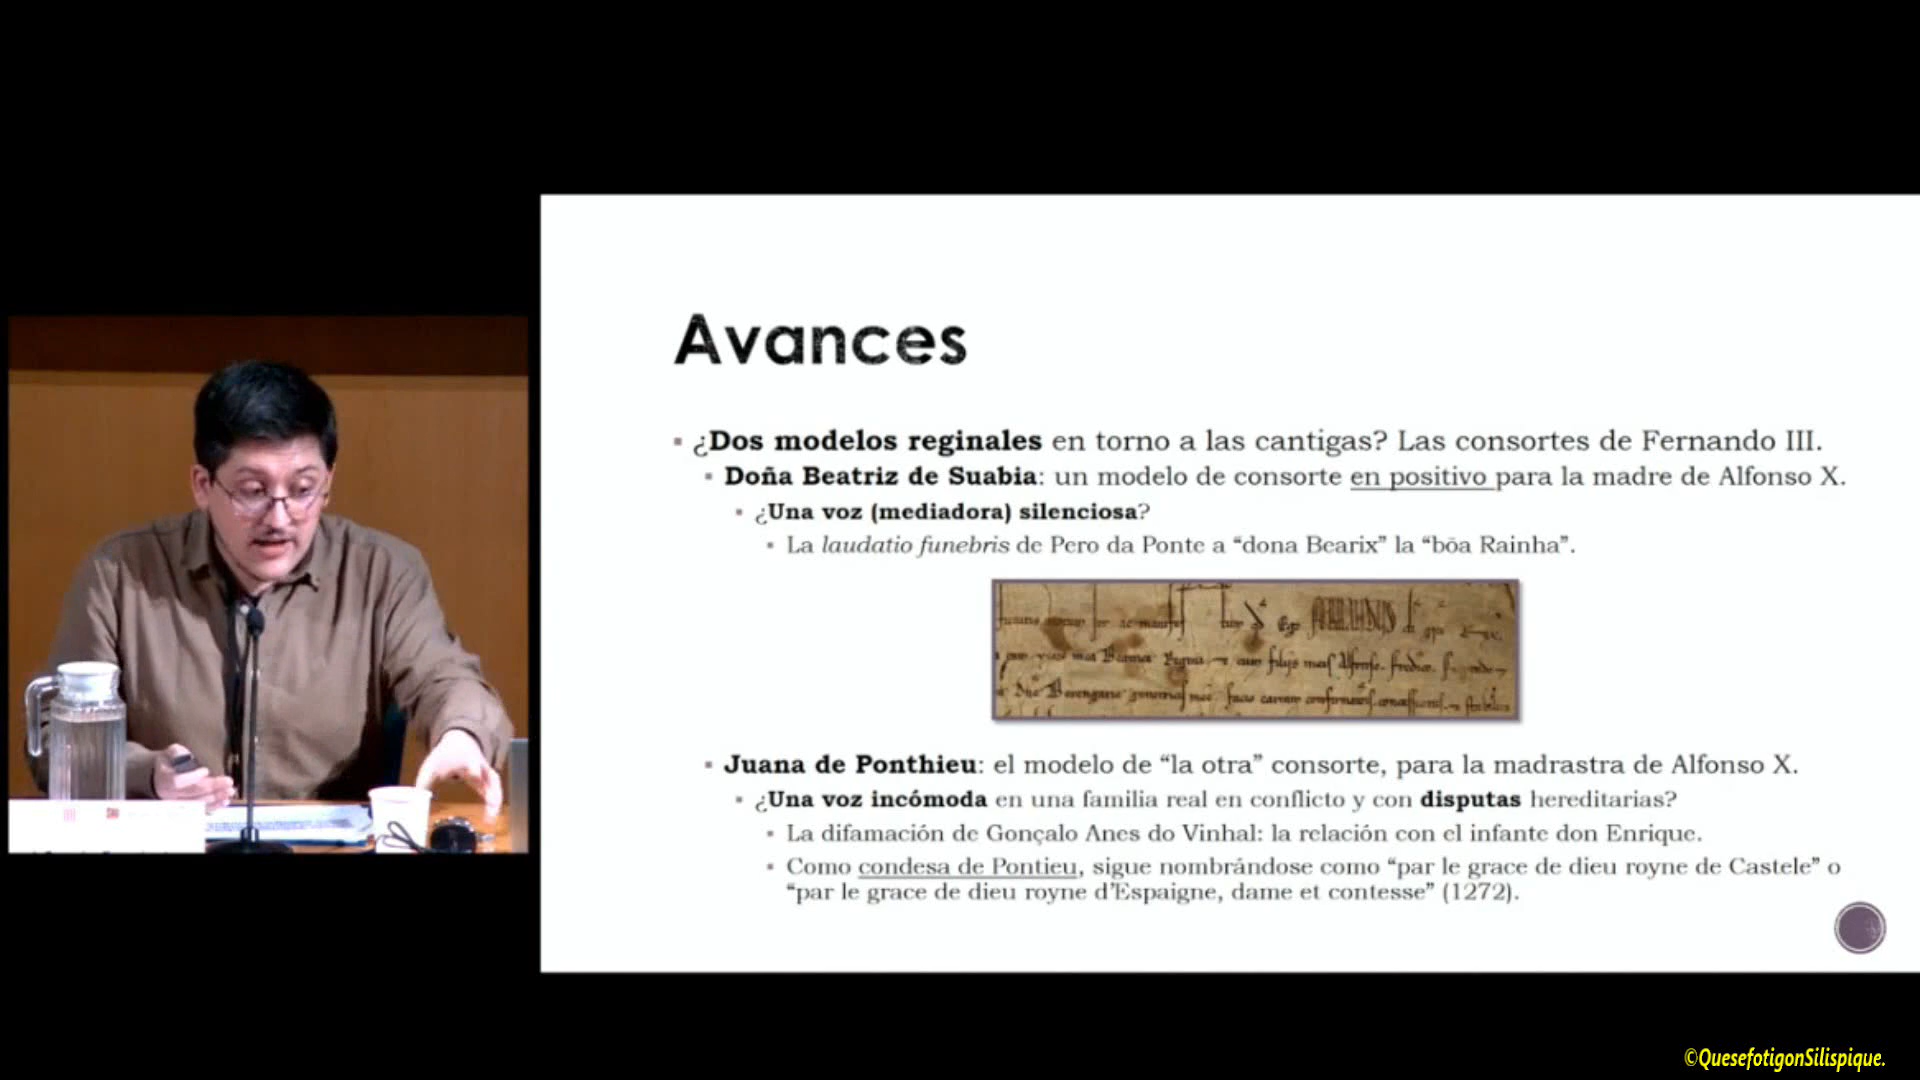 Avances
¿Dos modelos reginales en torno a las cantigas? Las consortes de Fernando III.
Doña Beatriz de Suabia: un modelo de consorte en positivo para la madre de Alfonso X.
¿Una voz (mediadora) silenciosa?
La laudatio funebris de Pero da Ponte a “dona Bearix” la “bõa Rainha”.
Juana de Ponthieu: el modelo de “la otra” consorte, para la madrastra de Alfonso X.
¿Una voz incómoda en una familia real en conflicto y con disputas hereditarias?
La difamación de Gonçalo Anes do Vinhal: la relación con el infante don Enrique.
Como condesa de Pontieu, sigue nombrándose como “par le grace de dieu royne de Castele” o
“par le grace de dieu royne d’Espaigne, dame et contesse” (1272).
©QuesefotigonSilispique.